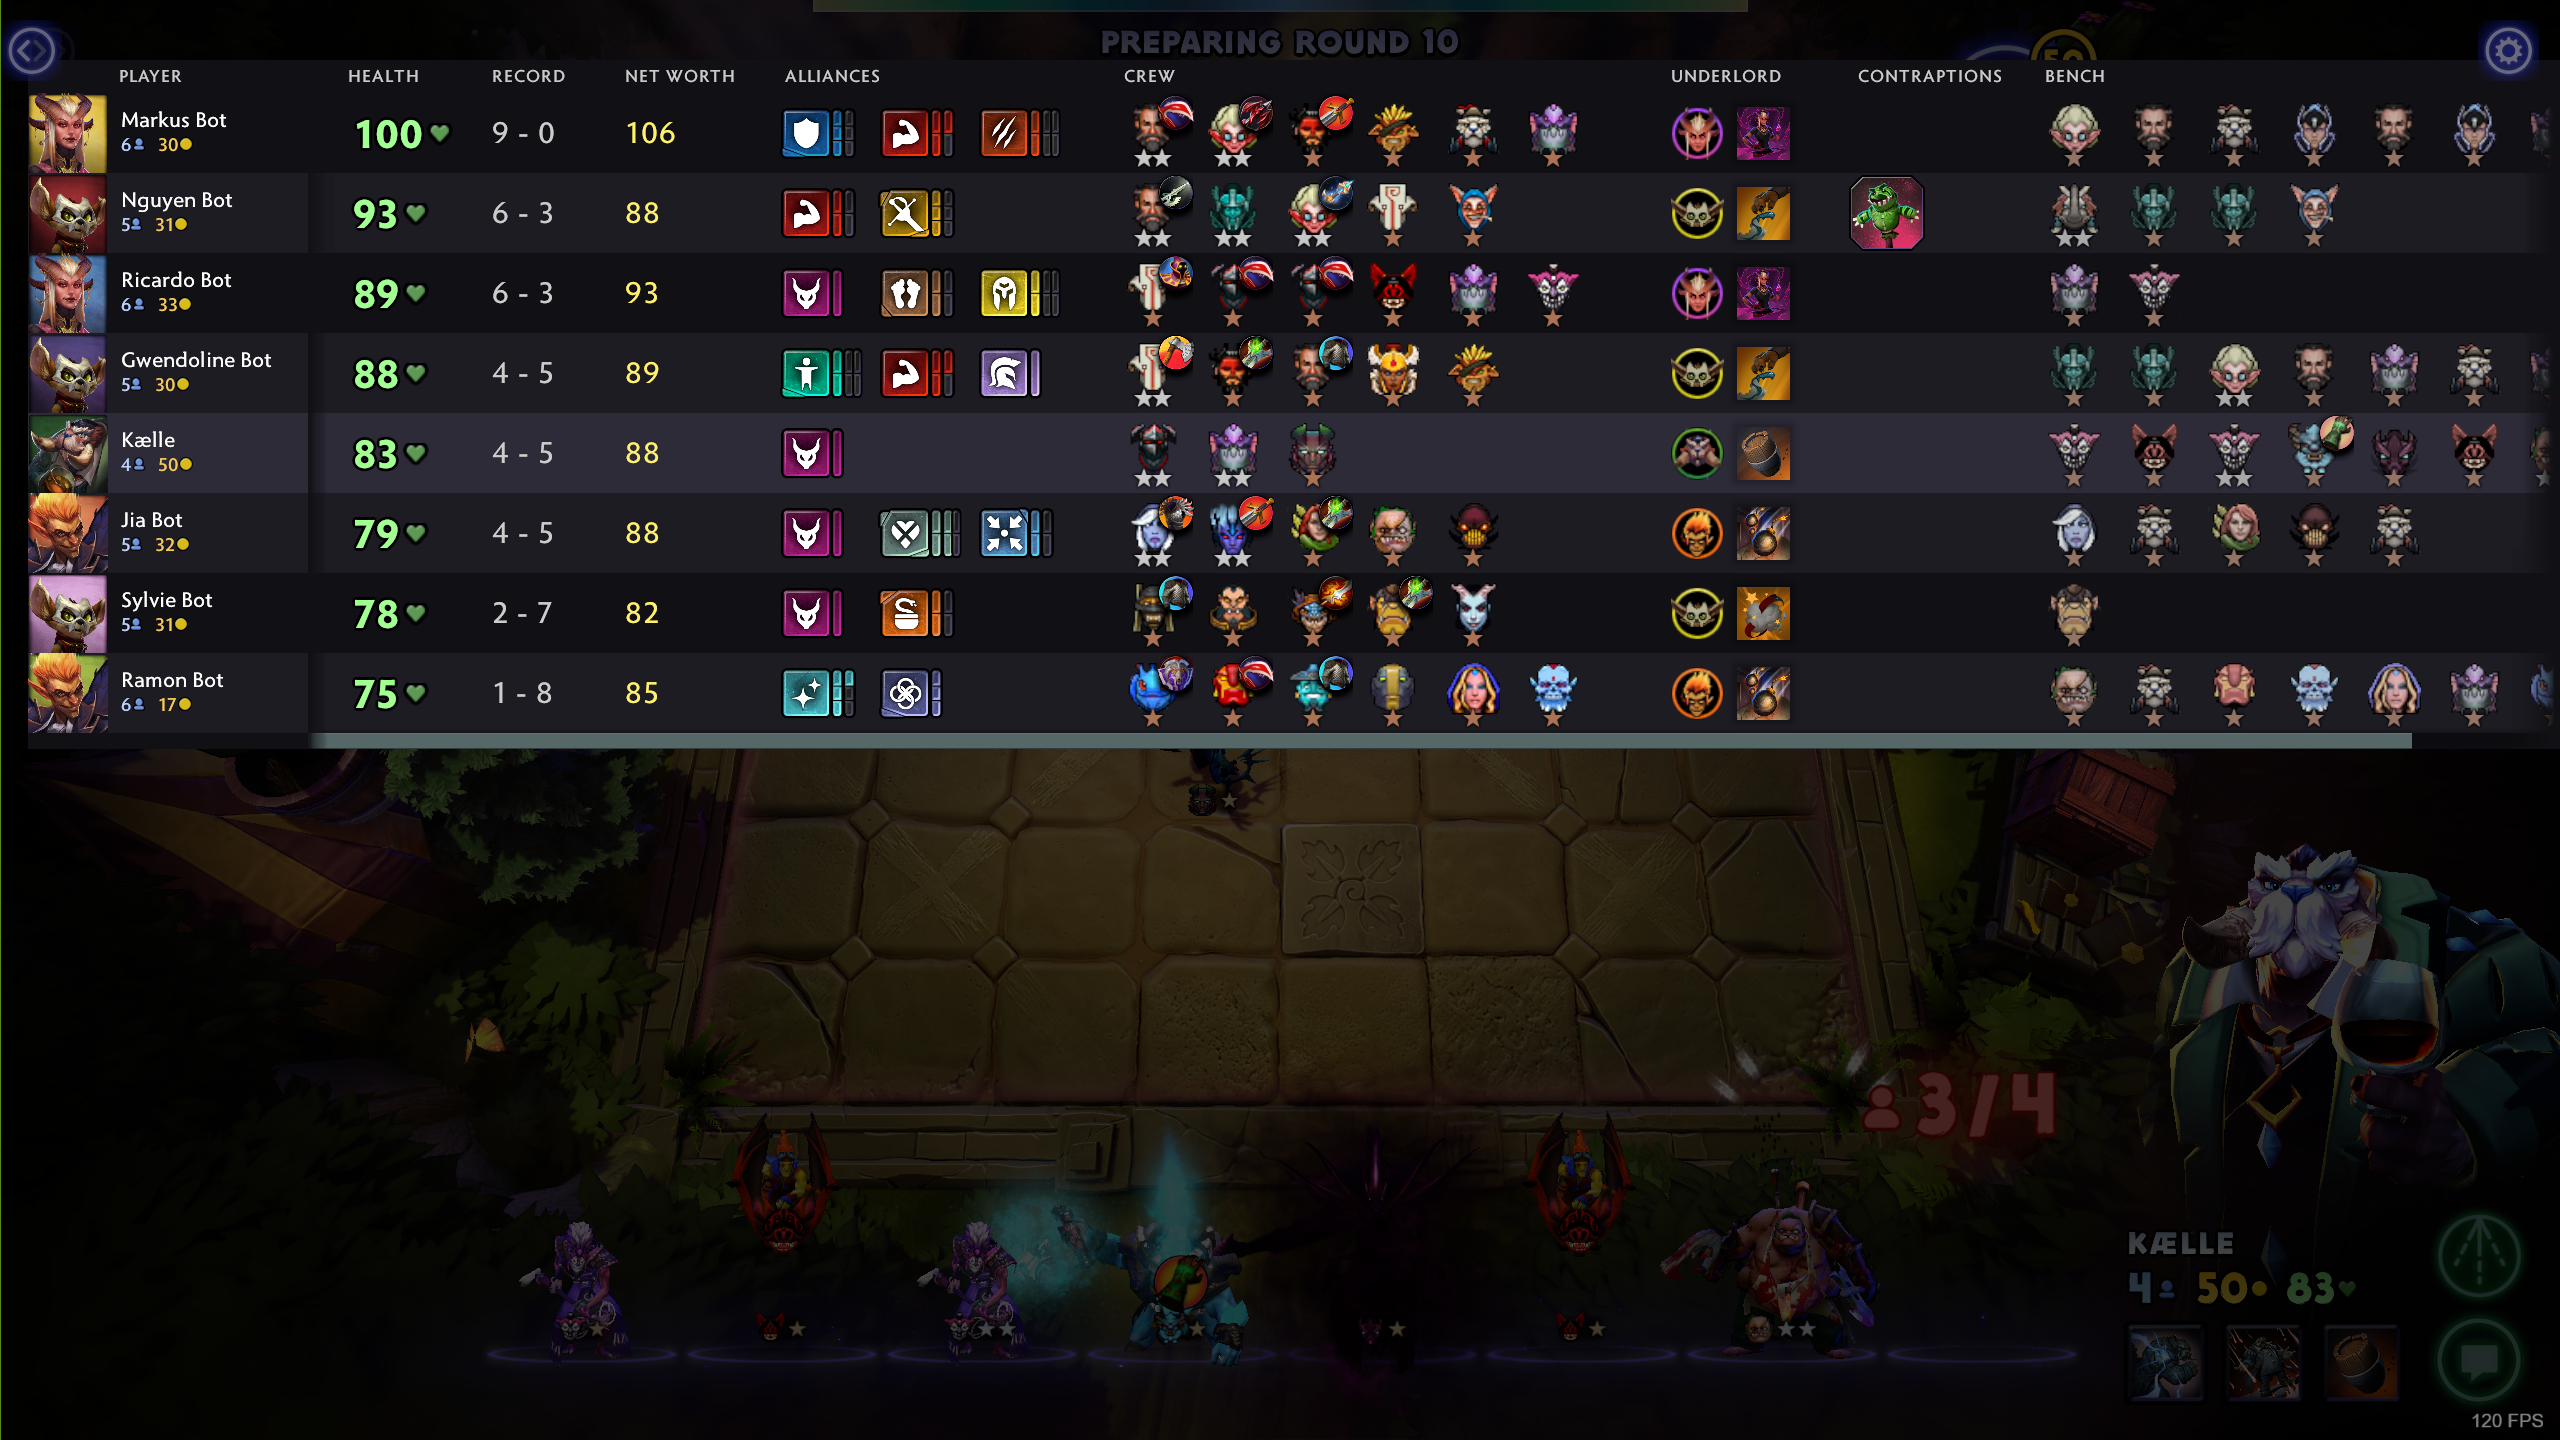 PREPARING ROUND 10
50
PLAYER HEALTH RECORD NET WORTH ALLIANCES CREW UNDERLORD CONTRAPTIONS BENCH
Markus Bot
6 30
100 9 - 0 106
Nguyen Bot
5 31
93 6 - 3 88
Ricardo Bot
6 33
89 6 - 3 93
Gwendoline Bot
5 30
88 4 - 5 89
Kælle
4 50
83 4 - 5 88
Jia Bot
5 32
79 4 - 5 88
Sylvie Bot
5 31
78 2 - 7 82
Ramon Bot
6 17
75 1 - 8 85
3/4
KÆLLE
4 50 83
120 FPS